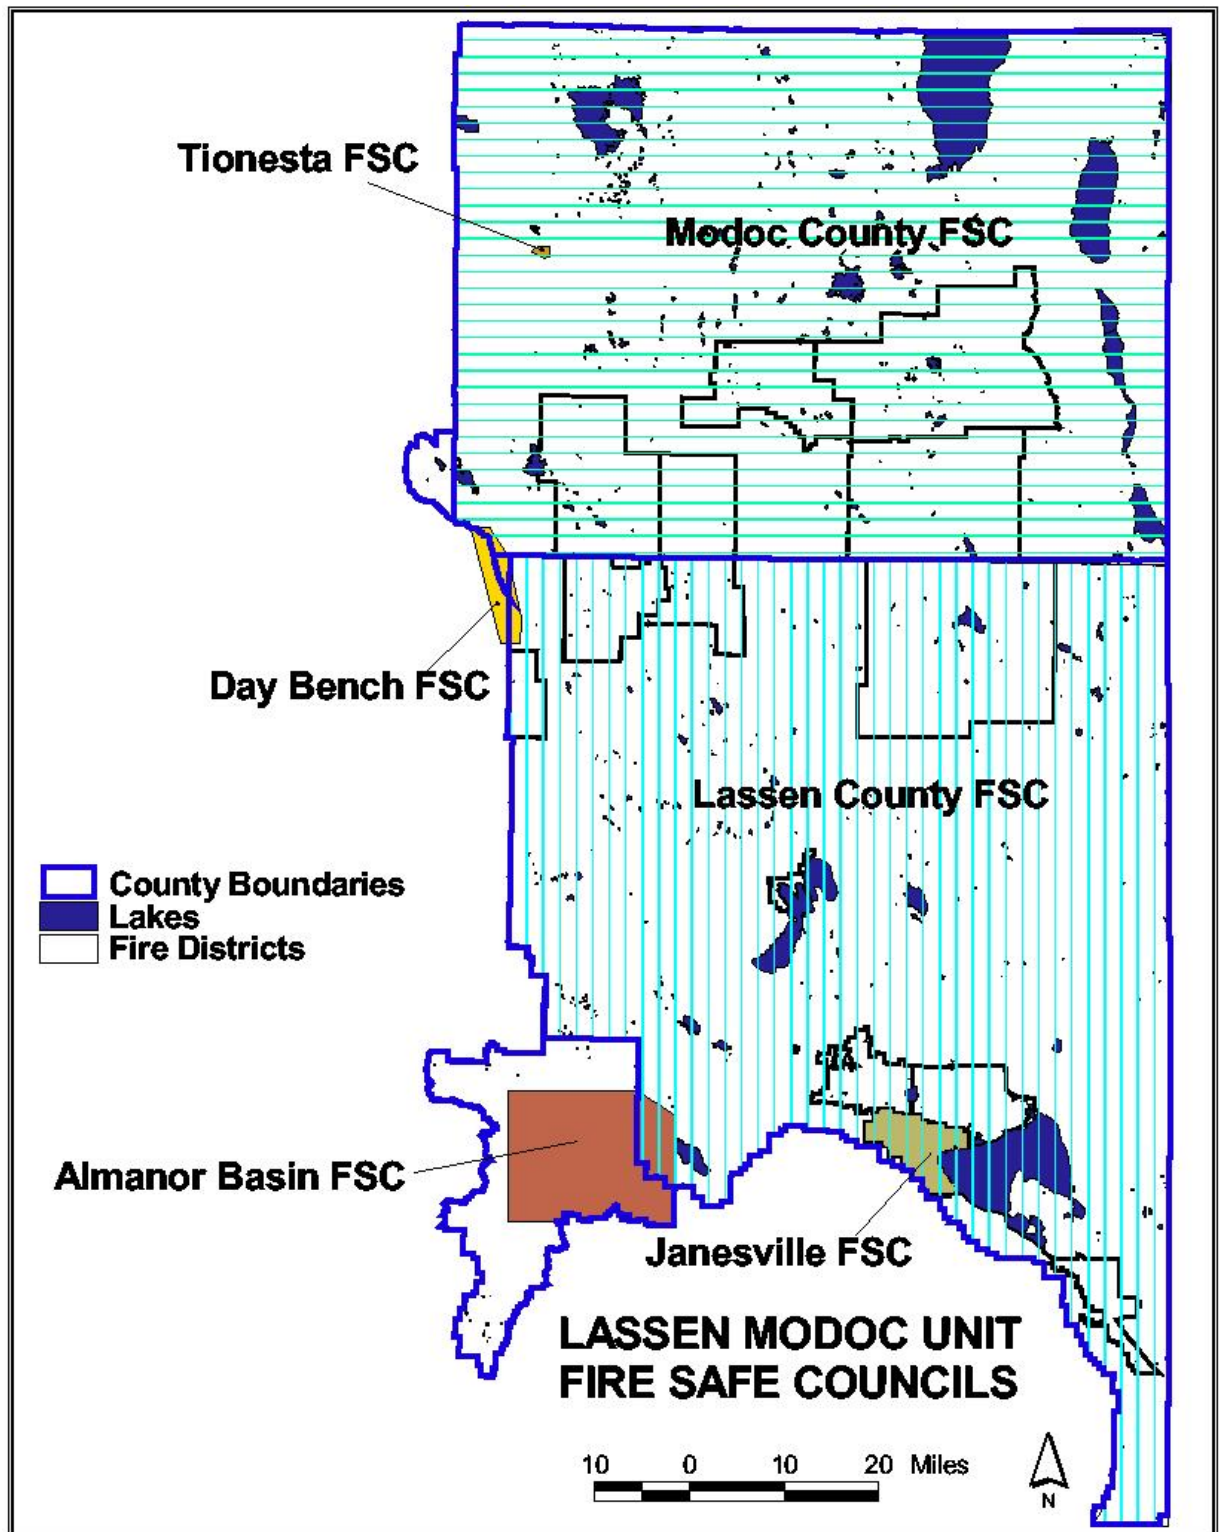 Tionesta FSC
Modoc County FSC
Day Bench FSC
Lassen County FSC
County Boundaries
Lakes
Fire Districts
Almanor Basin FSC
Janesville FSC
LASSEN MODOC UNIT
FIRE SAFE COUNCILS
10 0 10 20 Miles
N